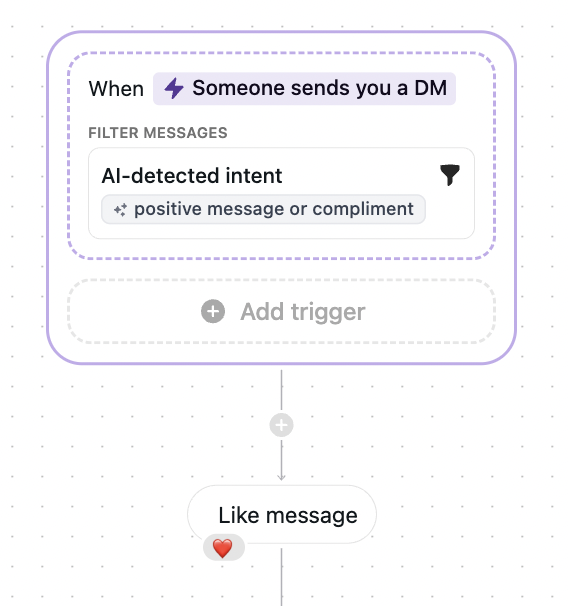 When Someone sends you a DM
FILTER MESSAGES
AI-detected intent
positive message or compliment
Add trigger
Like message